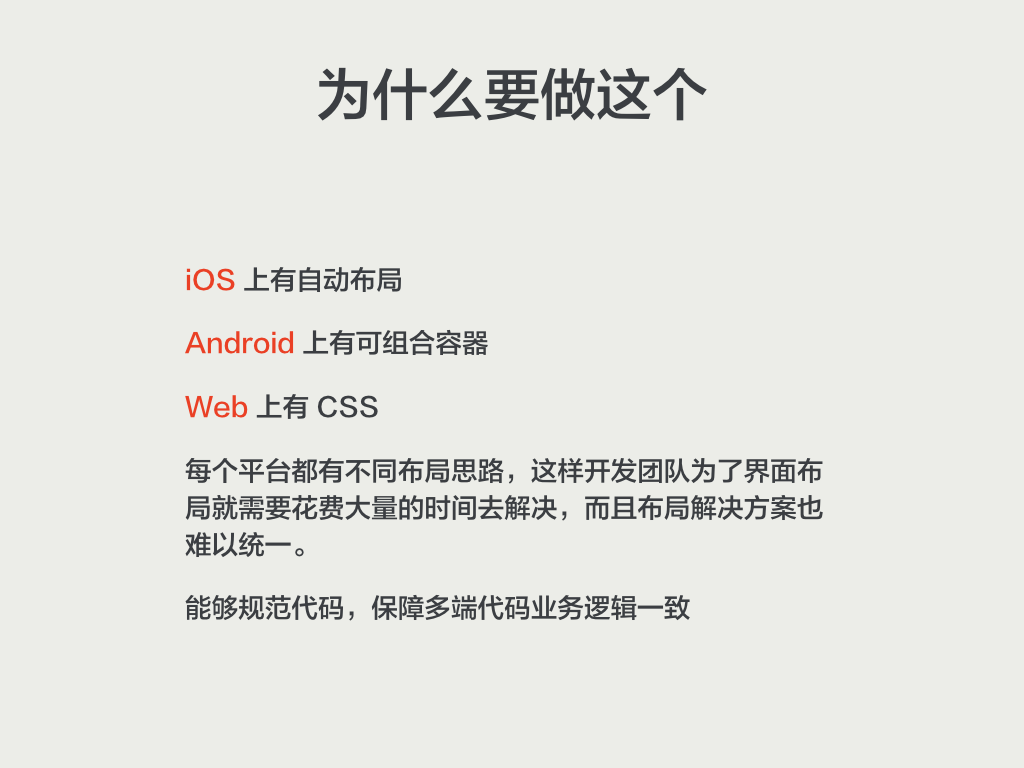 为什么要做这个
iOS 上有自动布局
Android 上有可组合容器
Web 上有 CSS
每个平台都有不同布局思路，这样开发团队为了界面布
局就需要花费大量的时间去解决，而且布局解决方案也
难以统一。
能够规范代码，保障多端代码业务逻辑一致